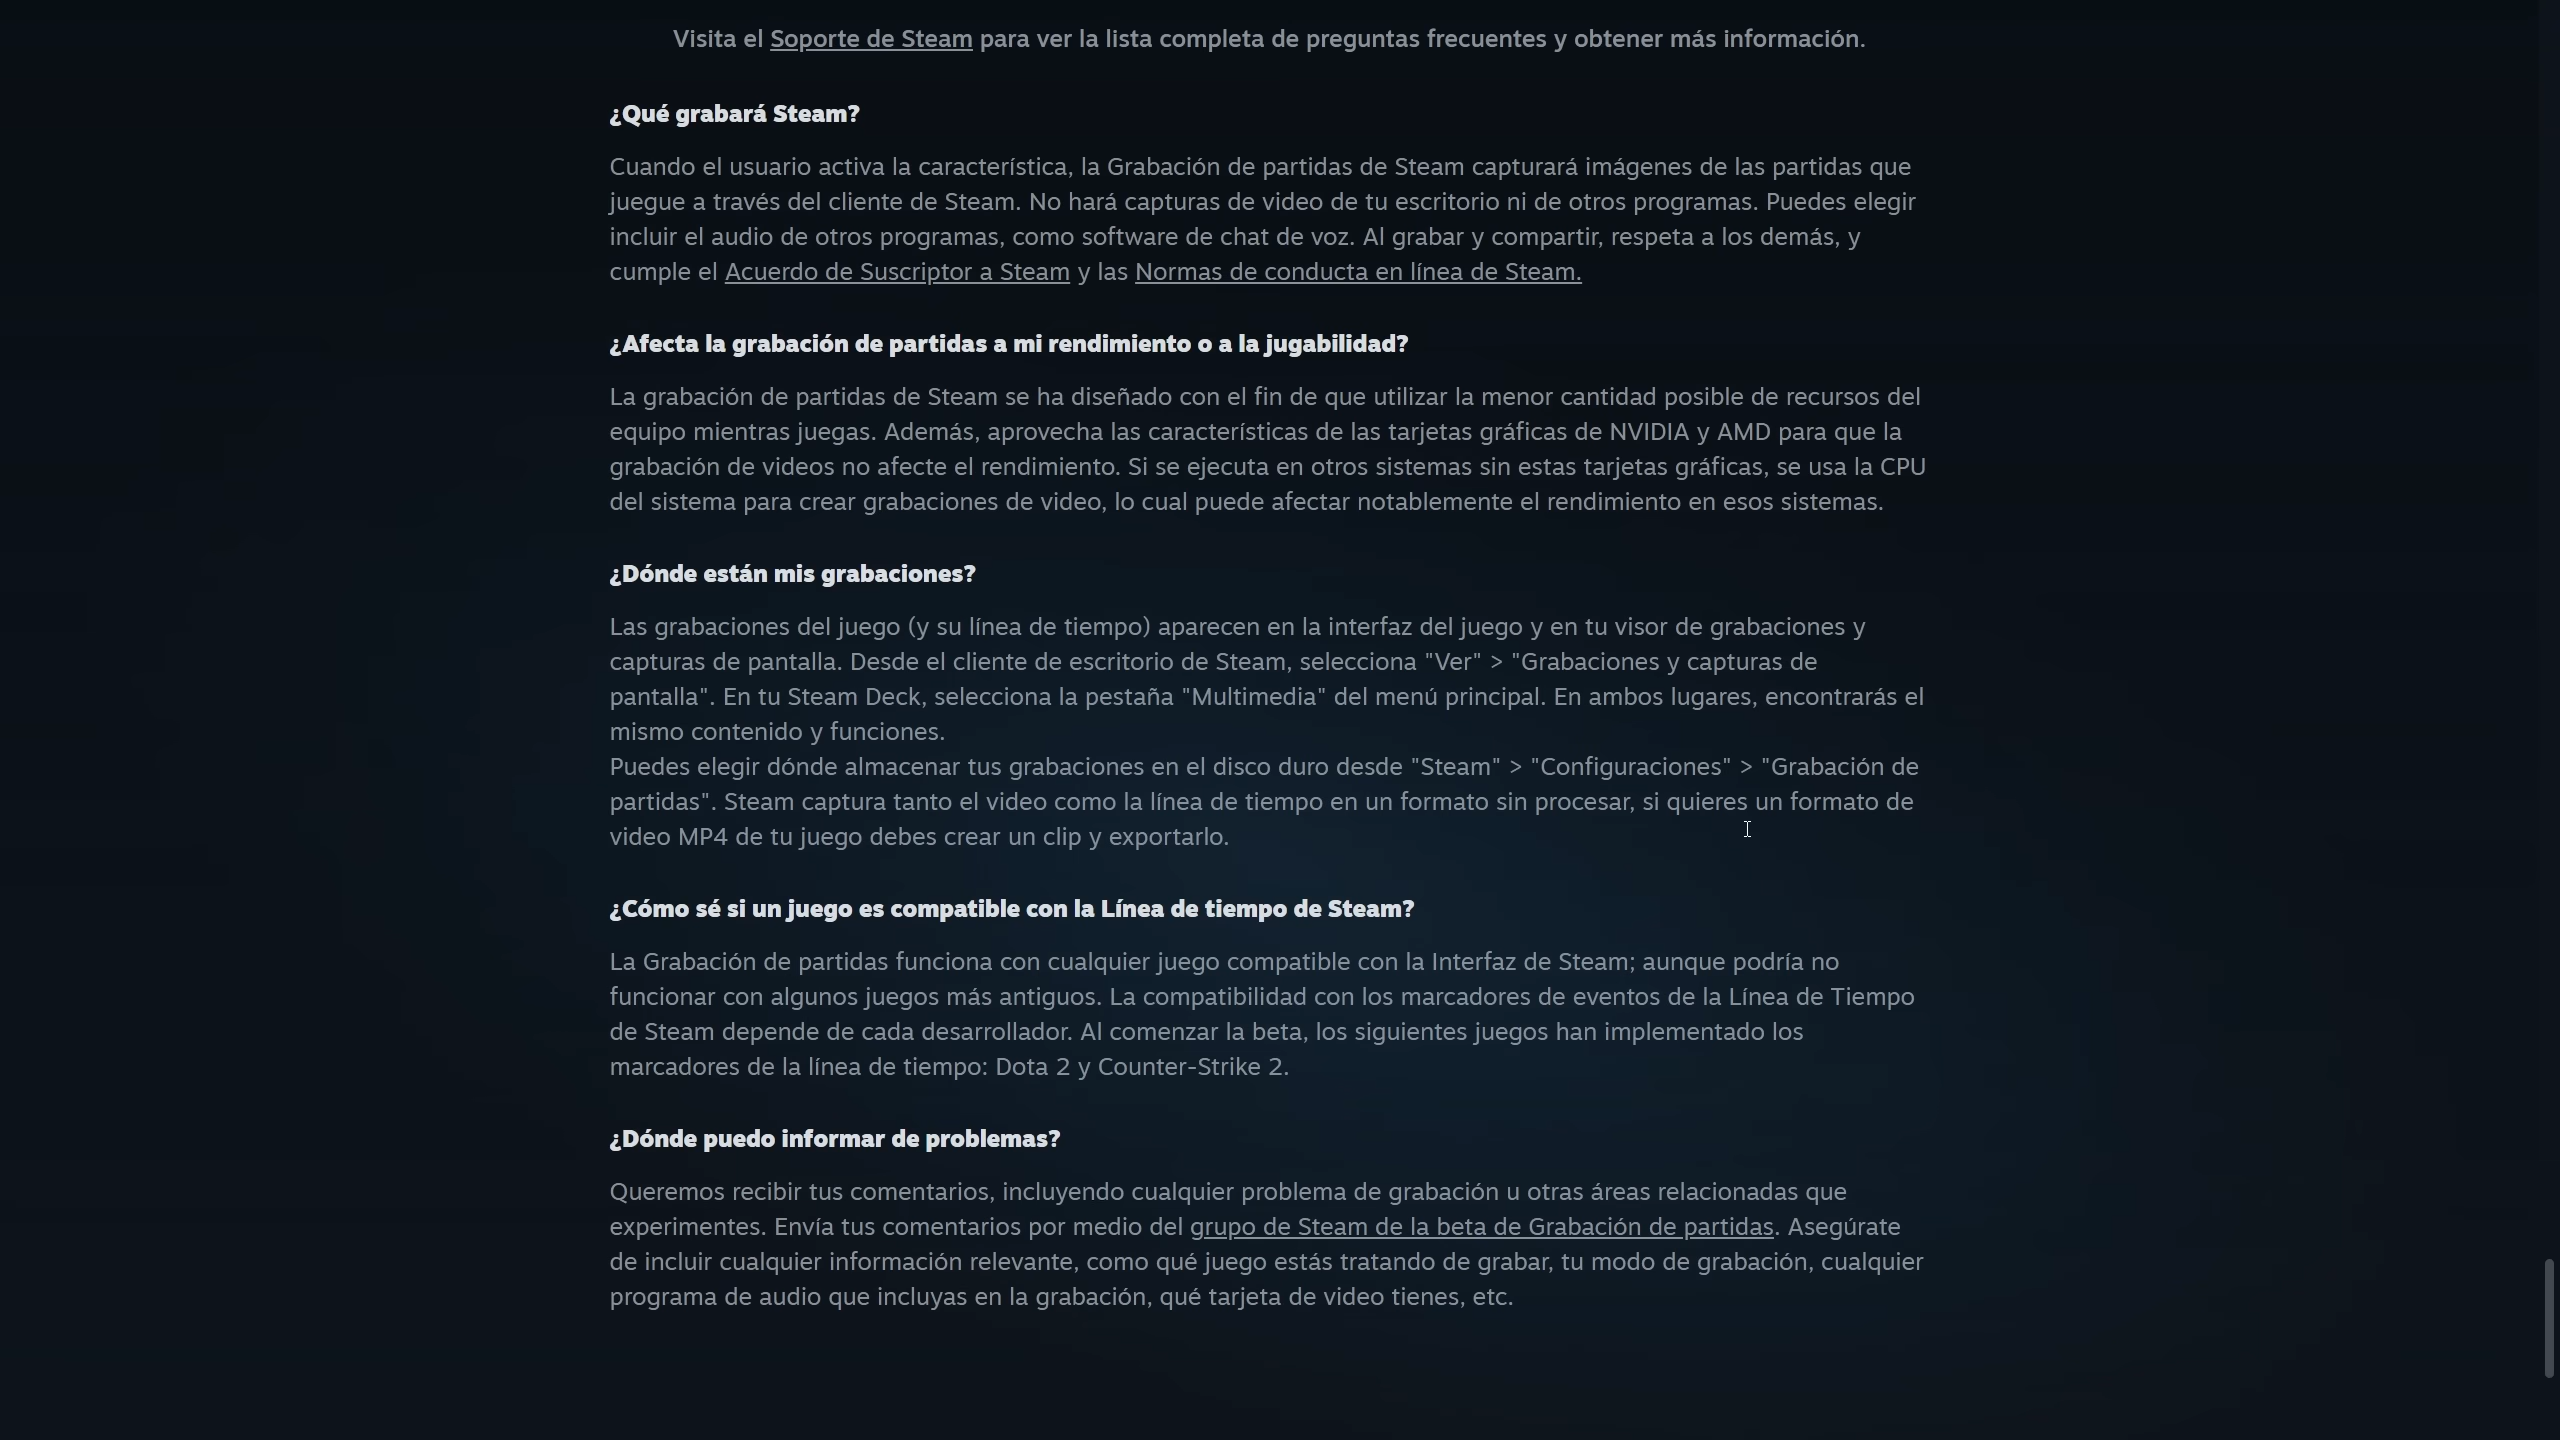 Visita el Soporte de Steam para ver la lista completa de preguntas frecuentes y obtener más información.
¿Qué grabará Steam?
Cuando el usuario activa la característica, la Grabación de partidas de Steam capturará imágenes de las partidas que
juegue a través del cliente de Steam. No hará capturas de video de tu escritorio ni de otros programas. Puedes elegir
incluir el audio de otros programas, como software de chat de voz. Al grabar y compartir, respeta a los demás, y
cumple el Acuerdo de Suscriptor a Steam y las Normas de conducta en línea de Steam.
¿Afecta la grabación de partidas a mi rendimiento o a la jugabilidad?
La grabación de partidas de Steam se ha diseñado con el fin de que utilizar la menor cantidad posible de recursos del
equipo mientras juegas. Además, aprovecha las características de las tarjetas gráficas de NVIDIA y AMD para que la
grabación de videos no afecte el rendimiento. Si se ejecuta en otros sistemas sin estas tarjetas gráficas, se usa la CPU
del sistema para crear grabaciones de video, lo cual puede afectar notablemente el rendimiento en esos sistemas.
¿Dónde están mis grabaciones?
Las grabaciones del juego (y su línea de tiempo) aparecen en la interfaz del juego y en tu visor de grabaciones y
capturas de pantalla. Desde el cliente de escritorio de Steam, selecciona "Ver" > "Grabaciones y capturas de
pantalla". En tu Steam Deck, selecciona la pestaña "Multimedia" del menú principal. En ambos lugares, encontrarás el
mismo contenido y funciones.
Puedes elegir dónde almacenar tus grabaciones en el disco duro desde "Steam" > "Configuraciones" > "Grabación de
partidas". Steam captura tanto el video como la línea de tiempo en un formato sin procesar, si quieres un formato de
video MP4 de tu juego debes crear un clip y exportarlo.
¿Cómo sé si un juego es compatible con la Línea de tiempo de Steam?
La Grabación de partidas funciona con cualquier juego compatible con la Interfaz de Steam; aunque podría no
funcionar con algunos juegos más antiguos. La compatibilidad con los marcadores de eventos de la Línea de Tiempo
de Steam depende de cada desarrollador. Al comenzar la beta, los siguientes juegos han implementado los
marcadores de la línea de tiempo: Dota 2 y Counter-Strike 2.
¿Dónde puedo informar de problemas?
Queremos recibir tus comentarios, incluyendo cualquier problema de grabación u otras áreas relacionadas que
experimentes. Envía tus comentarios por medio del grupo de Steam de la beta de Grabación de partidas. Asegúrate
de incluir cualquier información relevante, como qué juego estás tratando de grabar, tu modo de grabación, cualquier
programa de audio que incluyas en la grabación, qué tarjeta de video tienes, etc.